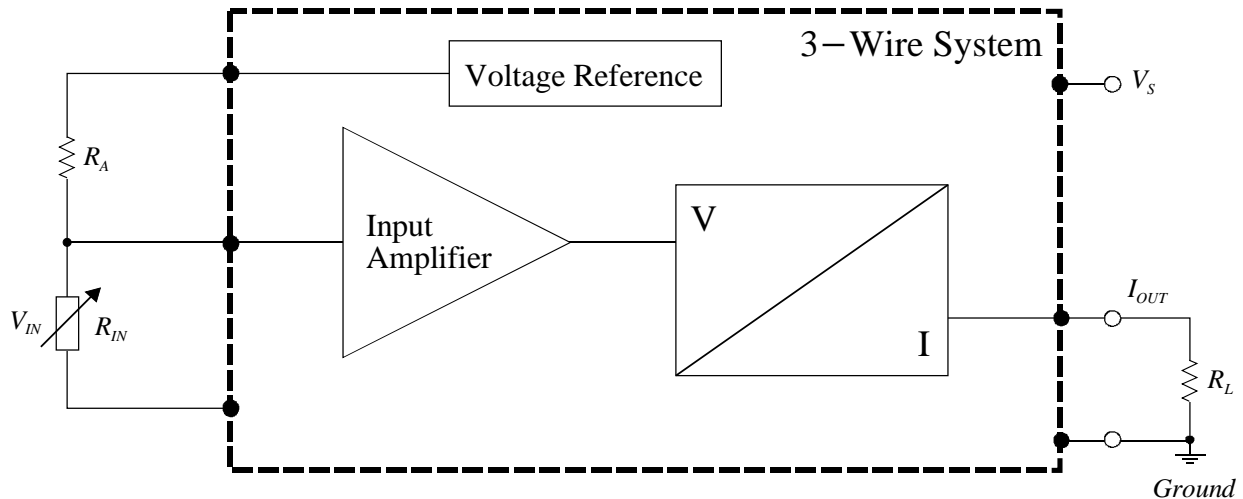 3−Wire System
Voltage Reference
V_S
R_A
Input
Amplifier
V
I
V_IN
R_IN
I_OUT
R_L
Ground